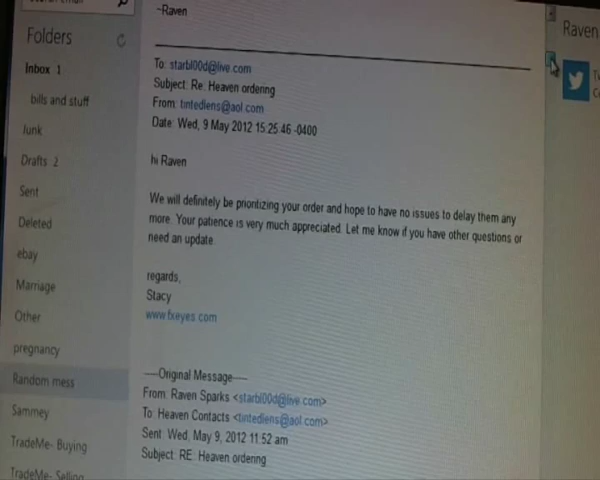 ~Raven
Raven
Folders
Inbox 1
bills and stuff
Junk
Drafts 2
Sent
Deleted
ebay
Marriage
Other
pregnancy
Random mess
Sammey
TradeMe- Buying
TradeMe- Selling
To: starbl00d@live.com
Subject: Re: Heaven ordering
From: tintedlens@aol.com
Date: Wed, 9 May 2012 15:25:46 -0400
hi Raven
We will definitely be prioritizing your order and hope to have no issues to delay them any
more. Your patience is very much appreciated. Let me know if you have other questions or
need an update.
regards,
Stacy
www.fxeyes.com
-----Original Message-----
From: Raven Sparks <starbl00d@live.com>
To: Heaven Contacts <tintedlens@aol.com>
Sent: Wed, May 9, 2012 11:52 am
Subject: RE: Heaven ordering